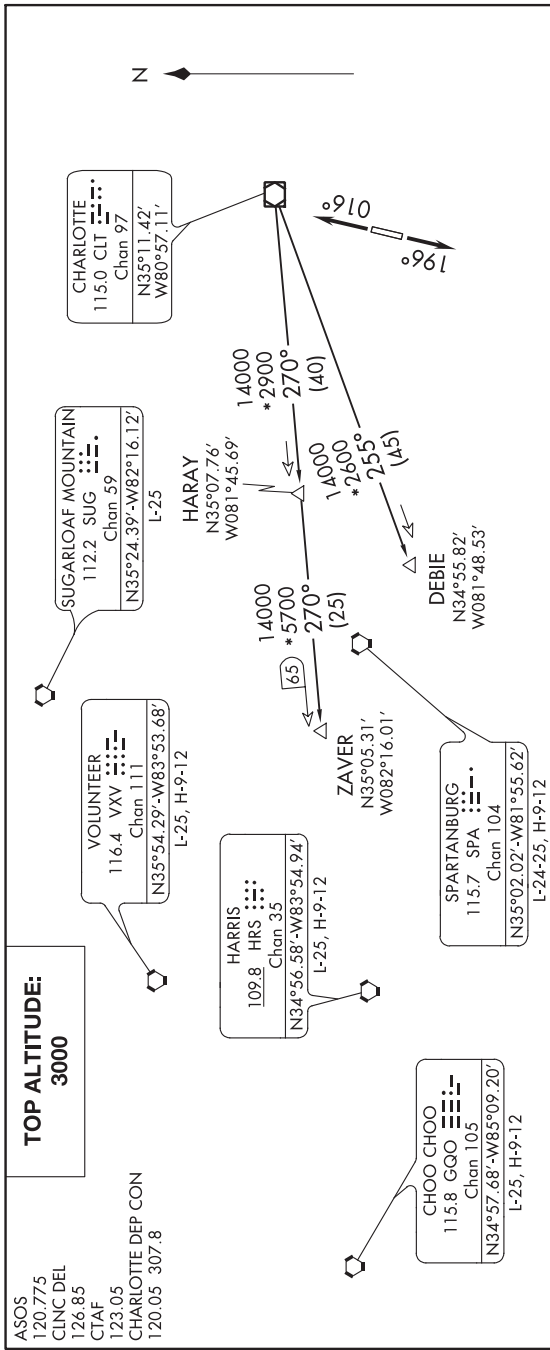 ASOS
120.775
CLNC DEL
126.85
CTAF
123.05
CHARLOTTE DEP CON
120.05 307.8
TOP ALTITUDE:
3000
VOLUNTEER
116.4 VXV
Chan 111
N35°54.29'-W83°53.68'
L-25, H-9-12
SUGARLOAF MOUNTAIN
112.2 SUG
Chan 59
N35°24.39'-W82°16.12'
L-25
CHARLOTTE
115.0 CLT
Chan 97
N35°11.42'
W80°57.11'
N
HARRIS
109.8 HRS
Chan 35
N34°56.58'-W83°54.94'
L-25, H-9-12
HARAY
N35°07.76'
W081°45.69'
14000
*2900
270°
(40)
14000
*5700
270°
(25)
65
ZAVER
N35°05.31'
W082°16.01'
14000
*2600
255°
(45)
DEBIE
N34°55.82'
W081°48.53'
016°
196°
CHOO CHOO
115.8 GQO
Chan 105
N34°57.68'-W85°09.20'
L-25, H-9-12
SPARTANBURG
115.7 SPA
Chan 104
N35°02.02'-W81°55.62'
L-24-25, H-9-12